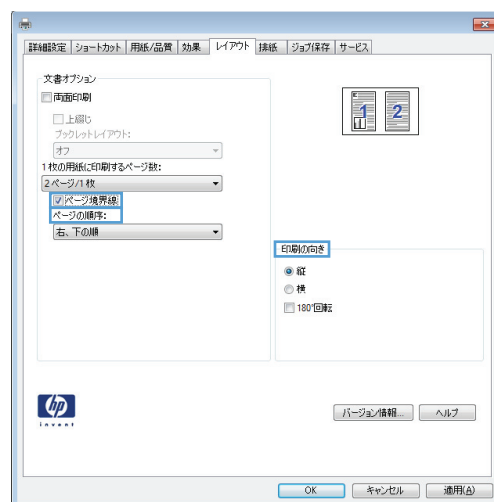 詳細設定 ショートカット 用紙/品質 効果 レイアウト 排紙 ジョブ保存 サービス
文書オプション
両面印刷
上綴じ
ブックレットレイアウト:
オフ
1 枚の用紙に印刷するページ数:
2 ページ/1 枚
ページ境界線
ページの順序:
右、下の順
1 2
印刷の向き
縦
横
180°回転
hp
invent
バージョン情報... ヘルプ
OK キャンセル 適用(A)